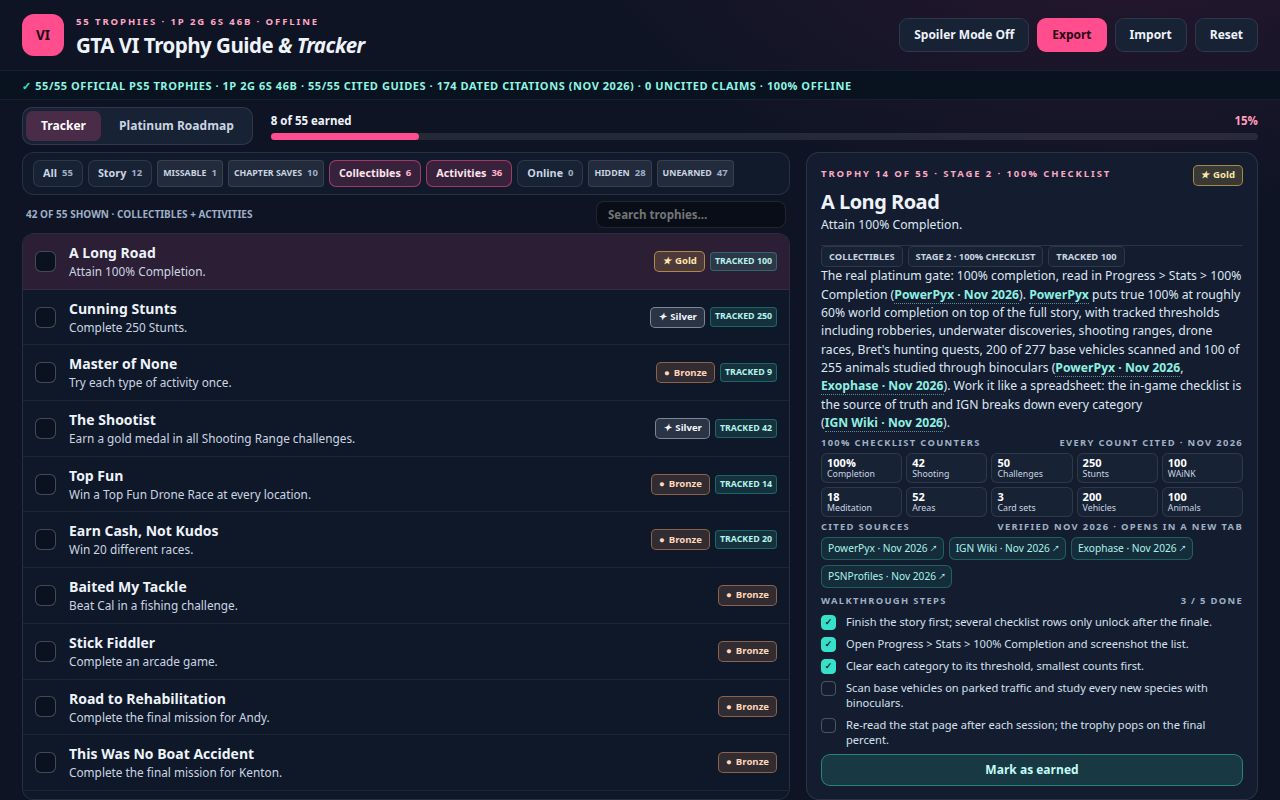 VI
55 TROPHIES · 1P 2G 6S 46B · OFFLINE
GTA VI Trophy Guide & Tracker
Spoiler Mode Off
Export
Import
Reset
✓ 55/55 OFFICIAL PS5 TROPHIES · 1P 2G 6S 46B · 55/55 CITED GUIDES · 174 DATED CITATIONS (NOV 2026) · 0 UNCITED CLAIMS · 100% OFFLINE
Tracker
Platinum Roadmap
8 of 55 earned
15%
All 55
Story 12
MISSABLE 1
CHAPTER SAVES 10
Collectibles 6
Activities 36
Online 0
HIDDEN 28
UNEARNED 47
42 OF 55 SHOWN · COLLECTIBLES + ACTIVITIES
Search trophies...
A Long Road
Attain 100% Completion.
★ Gold
TRACKED 100
Cunning Stunts
Complete 250 Stunts.
✦ Silver
TRACKED 250
Master of None
Try each type of activity once.
● Bronze
TRACKED 9
The Shootist
Earn a gold medal in all Shooting Range challenges.
✦ Silver
TRACKED 42
Top Fun
Win a Top Fun Drone Race at every location.
● Bronze
TRACKED 14
Earn Cash, Not Kudos
Win 20 different races.
● Bronze
TRACKED 20
Baited My Tackle
Beat Cal in a fishing challenge.
● Bronze
Stick Fiddler
Complete an arcade game.
● Bronze
Road to Rehabilitation
Complete the final mission for Andy.
● Bronze
This Was No Boat Accident
Complete the final mission for Kenton.
● Bronze
TROPHY 14 OF 55 · STAGE 2 · 100% CHECKLIST
★ Gold
A Long Road
Attain 100% Completion.
COLLECTIBLES
STAGE 2 · 100% CHECKLIST
TRACKED 100
The real platinum gate: 100% completion, read in Progress > Stats > 100%
Completion (PowerPyx · Nov 2026). PowerPyx puts true 100% at roughly
60% world completion on top of the full story, with tracked thresholds
including robberies, underwater discoveries, shooting ranges, drone
races, Bret's hunting quests, 200 of 277 base vehicles scanned and 100 of
255 animals studied through binoculars (PowerPyx · Nov 2026,
Exophase · Nov 2026). Work it like a spreadsheet: the in-game checklist is
the source of truth and IGN breaks down every category
(IGN Wiki · Nov 2026).
100% CHECKLIST COUNTERS
EVERY COUNT CITED · NOV 2026
100%
Completion
42
Shooting
50
Challenges
250
Stunts
100
WAiNK
18
Meditation
52
Areas
3
Card sets
200
Vehicles
100
Animals
CITED SOURCES
VERIFIED NOV 2026 · OPENS IN A NEW TAB
PowerPyx · Nov 2026 ↗
IGN Wiki · Nov 2026 ↗
Exophase · Nov 2026 ↗
PSNProfiles · Nov 2026 ↗
WALKTHROUGH STEPS
3 / 5 DONE
✓ Finish the story first; several checklist rows only unlock after the finale.
✓ Open Progress > Stats > 100% Completion and screenshot the list.
✓ Clear each category to its threshold, smallest counts first.
Scan base vehicles on parked traffic and study every new species with
binoculars.
Re-read the stat page after each session; the trophy pops on the final
percent.
Mark as earned